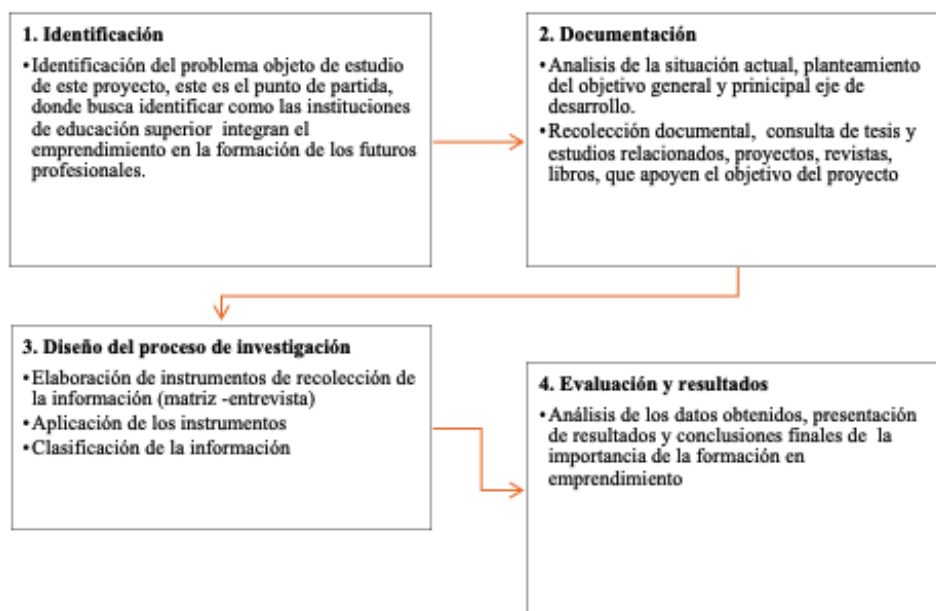 1. Identificación
•Identificación del problema objeto de estudio
de este proyecto, este es el punto de partida,
donde busca identificar como las instituciones
de educación superior integran el
emprendimiento en la formación de los futuros
profesionales.
2. Documentación
•Analisis de la situación actual, planteamiento
del objetivo general y prinicipal eje de
desarrollo.
•Recolección documental, consulta de tesis y
estudios relacionados, proyectos, revistas,
libros, que apoyen el objetivo del proyecto
3. Diseño del proceso de investigación
•Elaboración de instrumentos de recolección de
la información (matriz -entrevista)
•Aplicación de los instrumentos
•Clasificación de la información
4. Evaluación y resultados
•Análisis de los datos obtenidos, presentación
de resultados y conclusiones finales de la
importancia de la formación en
emprendimiento